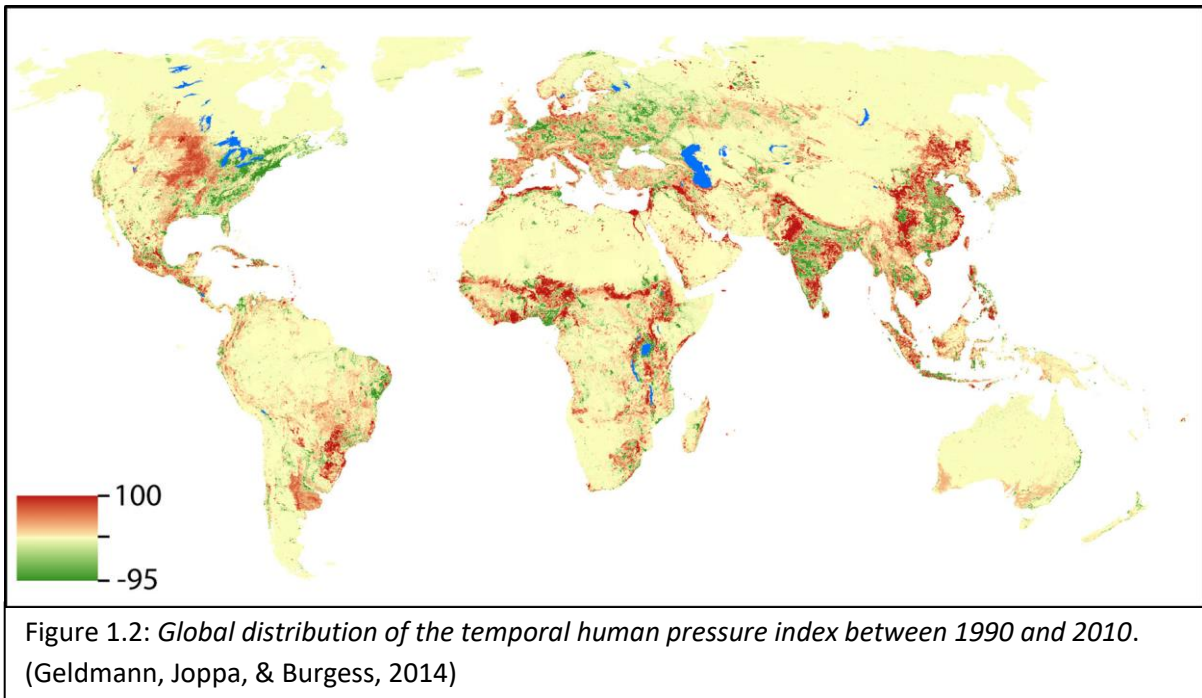 100
-95
Figure 1.2: Global distribution of the temporal human pressure index between 1990 and 2010.
(Geldmann, Joppa, & Burgess, 2014)